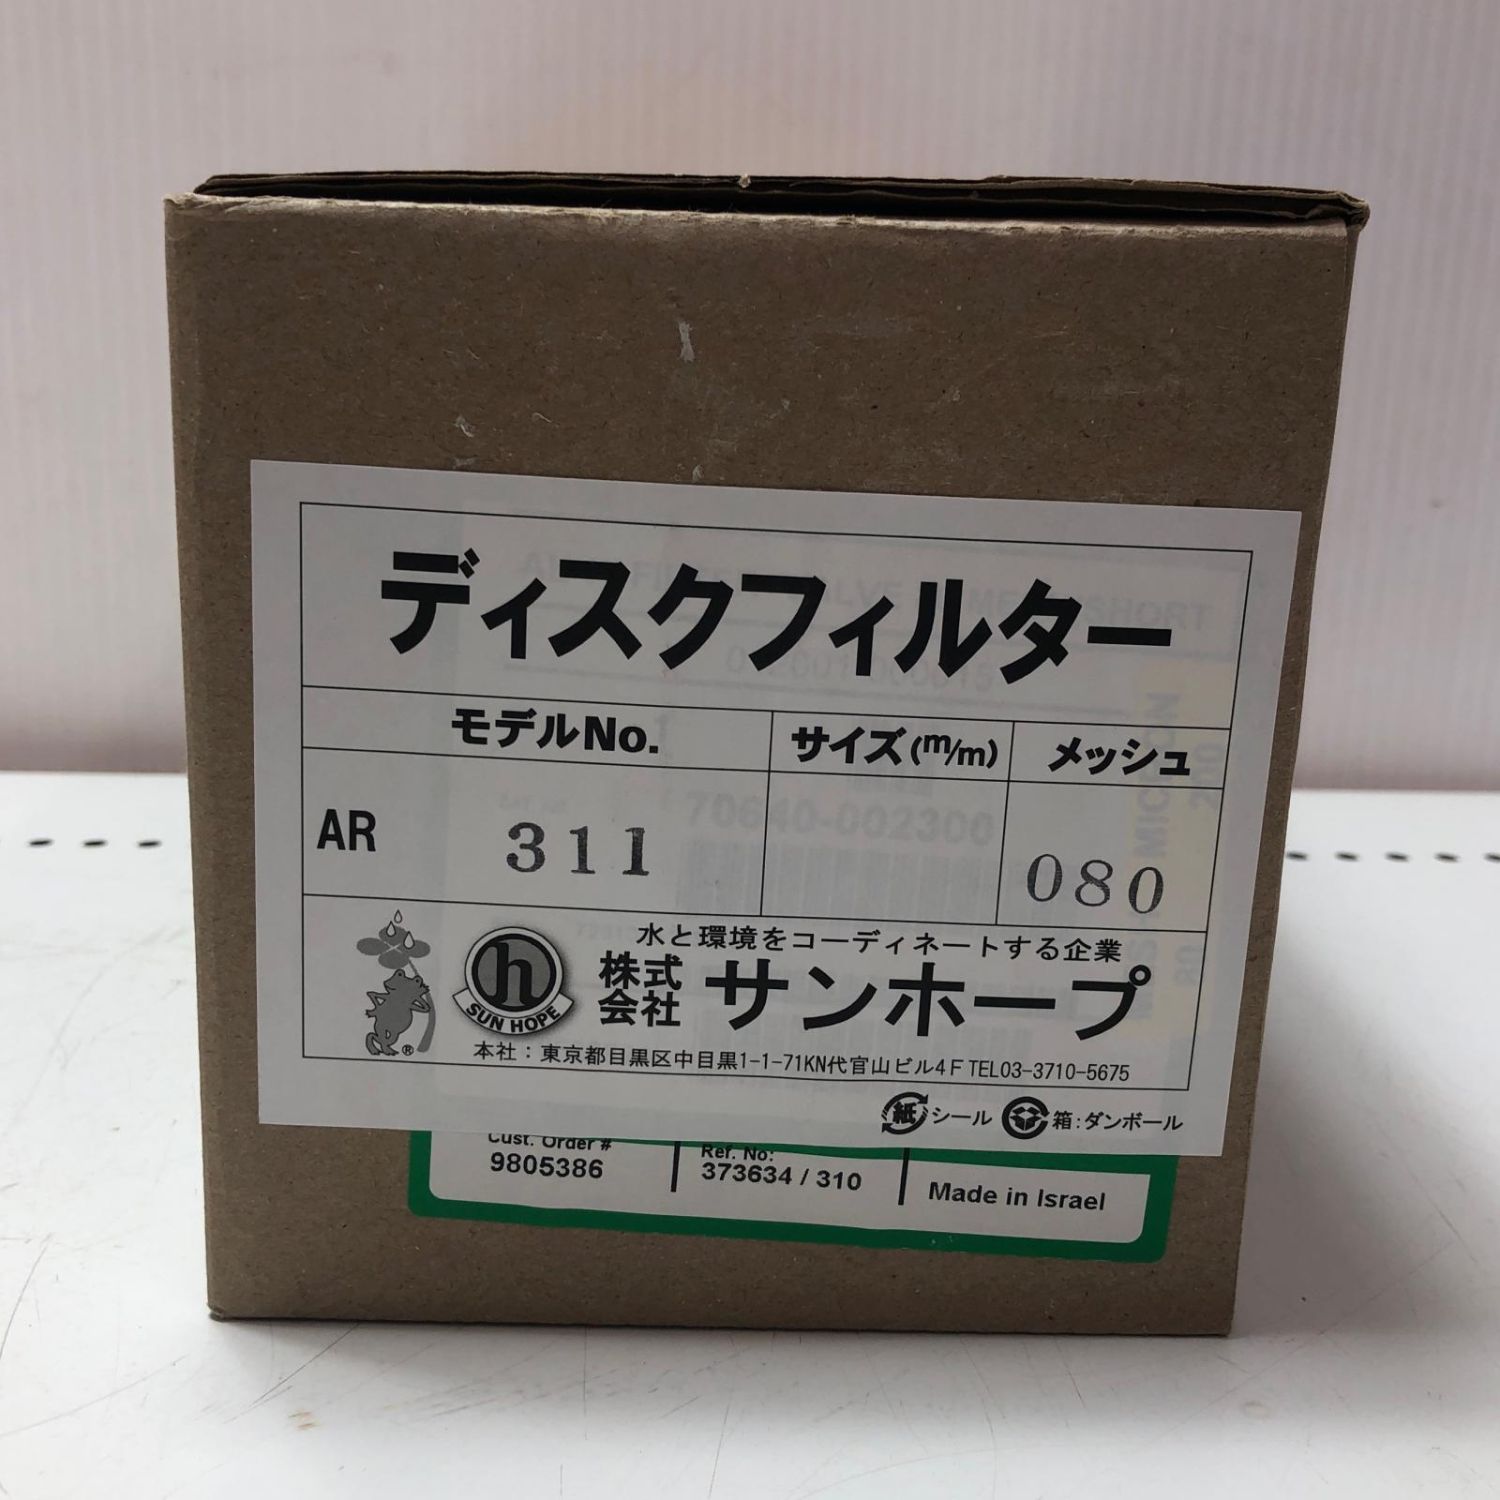 ディスクフィルター
モデルNo. サイズ(m/m) メッシュ
AR 311 080
水と環境をコーディネートする企業
株式会社 サンホープ
h
SUN HOPE
®
本社：東京都目黒区中目黒1-1-71KN代官山ビル4F TEL03-3710-5675
紙 シール 箱：ダンボール
Cust. Order # Ref. No:
9805386 373634 / 310 Made in Israel
70640-002300